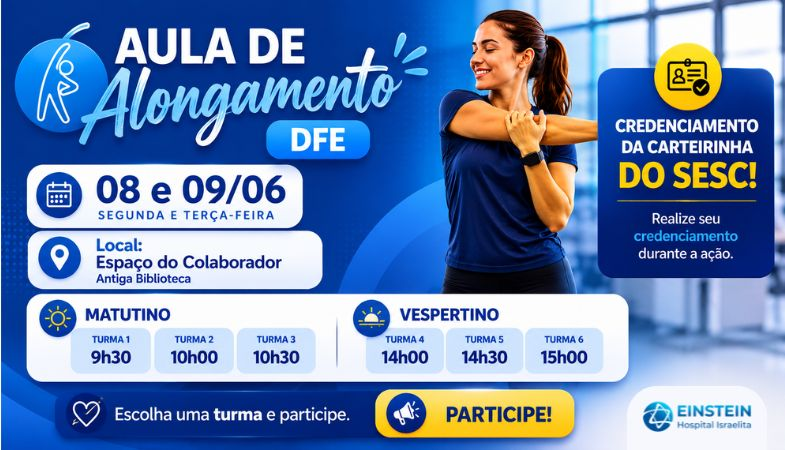 AULA DE
Alongamento
DFE
08 e 09/06
SEGUNDA E TERÇA-FEIRA
Local:
Espaço do Colaborador
Antiga Biblioteca
MATUTINO
TURMA 1
9h30
TURMA 2
10h00
TURMA 3
10h30
VESPERTINO
TURMA 4
14h00
TURMA 5
14h30
TURMA 6
15h00
Escolha uma turma e participe.
PARTICIPE!
CREDENCIAMENTO
DA CARTEIRINHA
DO SESC!
Realize seu
credenciamento
durante a ação.
EINSTEIN
Hospital Israelita